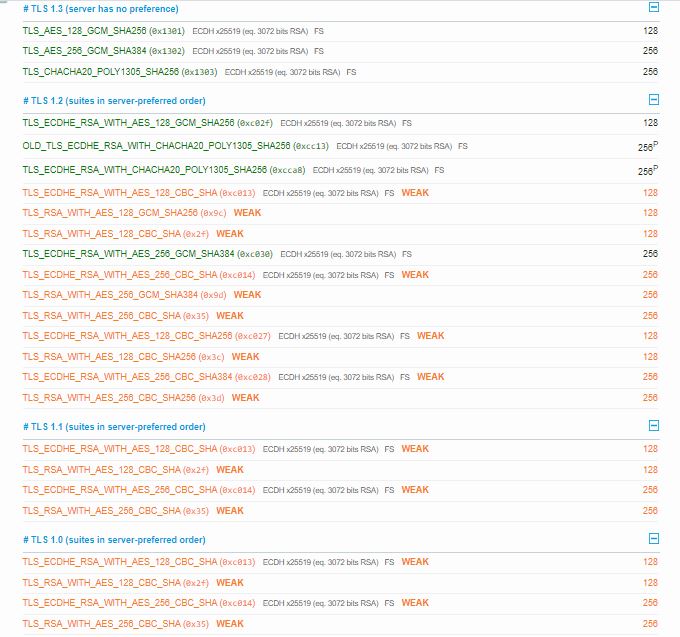 # TLS 1.3 (server has no preference)
TLS_AES_128_GCM_SHA256 (0x1301) ECDH x25519 (eq. 3072 bits RSA) FS 128
TLS_AES_256_GCM_SHA384 (0x1302) ECDH x25519 (eq. 3072 bits RSA) FS 256
TLS_CHACHA20_POLY1305_SHA256 (0x1303) ECDH x25519 (eq. 3072 bits RSA) FS 256
# TLS 1.2 (suites in server-preferred order)
TLS_ECDHE_RSA_WITH_AES_128_GCM_SHA256 (0xc02f) ECDH x25519 (eq. 3072 bits RSA) FS 128
OLD_TLS_ECDHE_RSA_WITH_CHACHA20_POLY1305_SHA256 (0xcc13) ECDH x25519 (eq. 3072 bits RSA) FS 256P
TLS_ECDHE_RSA_WITH_CHACHA20_POLY1305_SHA256 (0xcca8) ECDH x25519 (eq. 3072 bits RSA) FS 256P
TLS_ECDHE_RSA_WITH_AES_128_CBC_SHA (0xc013) ECDH x25519 (eq. 3072 bits RSA) FS WEAK 128
TLS_RSA_WITH_AES_128_GCM_SHA256 (0x9c) WEAK 128
TLS_RSA_WITH_AES_128_CBC_SHA (0x2f) WEAK 128
TLS_ECDHE_RSA_WITH_AES_256_GCM_SHA384 (0xc030) ECDH x25519 (eq. 3072 bits RSA) FS 256
TLS_ECDHE_RSA_WITH_AES_256_CBC_SHA (0xc014) ECDH x25519 (eq. 3072 bits RSA) FS WEAK 256
TLS_RSA_WITH_AES_256_GCM_SHA384 (0x9d) WEAK 256
TLS_RSA_WITH_AES_256_CBC_SHA (0x35) WEAK 256
TLS_ECDHE_RSA_WITH_AES_128_CBC_SHA256 (0xc027) ECDH x25519 (eq. 3072 bits RSA) FS WEAK 128
TLS_RSA_WITH_AES_128_CBC_SHA256 (0x3c) WEAK 128
TLS_ECDHE_RSA_WITH_AES_256_CBC_SHA384 (0xc028) ECDH x25519 (eq. 3072 bits RSA) FS WEAK 256
TLS_RSA_WITH_AES_256_CBC_SHA256 (0x3d) WEAK 256
# TLS 1.1 (suites in server-preferred order)
TLS_ECDHE_RSA_WITH_AES_128_CBC_SHA (0xc013) ECDH x25519 (eq. 3072 bits RSA) FS WEAK 128
TLS_RSA_WITH_AES_128_CBC_SHA (0x2f) WEAK 128
TLS_ECDHE_RSA_WITH_AES_256_CBC_SHA (0xc014) ECDH x25519 (eq. 3072 bits RSA) FS WEAK 256
TLS_RSA_WITH_AES_256_CBC_SHA (0x35) WEAK 256
# TLS 1.0 (suites in server-preferred order)
TLS_ECDHE_RSA_WITH_AES_128_CBC_SHA (0xc013) ECDH x25519 (eq. 3072 bits RSA) FS WEAK 128
TLS_RSA_WITH_AES_128_CBC_SHA (0x2f) WEAK 128
TLS_ECDHE_RSA_WITH_AES_256_CBC_SHA (0xc014) ECDH x25519 (eq. 3072 bits RSA) FS WEAK 256
TLS_RSA_WITH_AES_256_CBC_SHA (0x35) WEAK 256